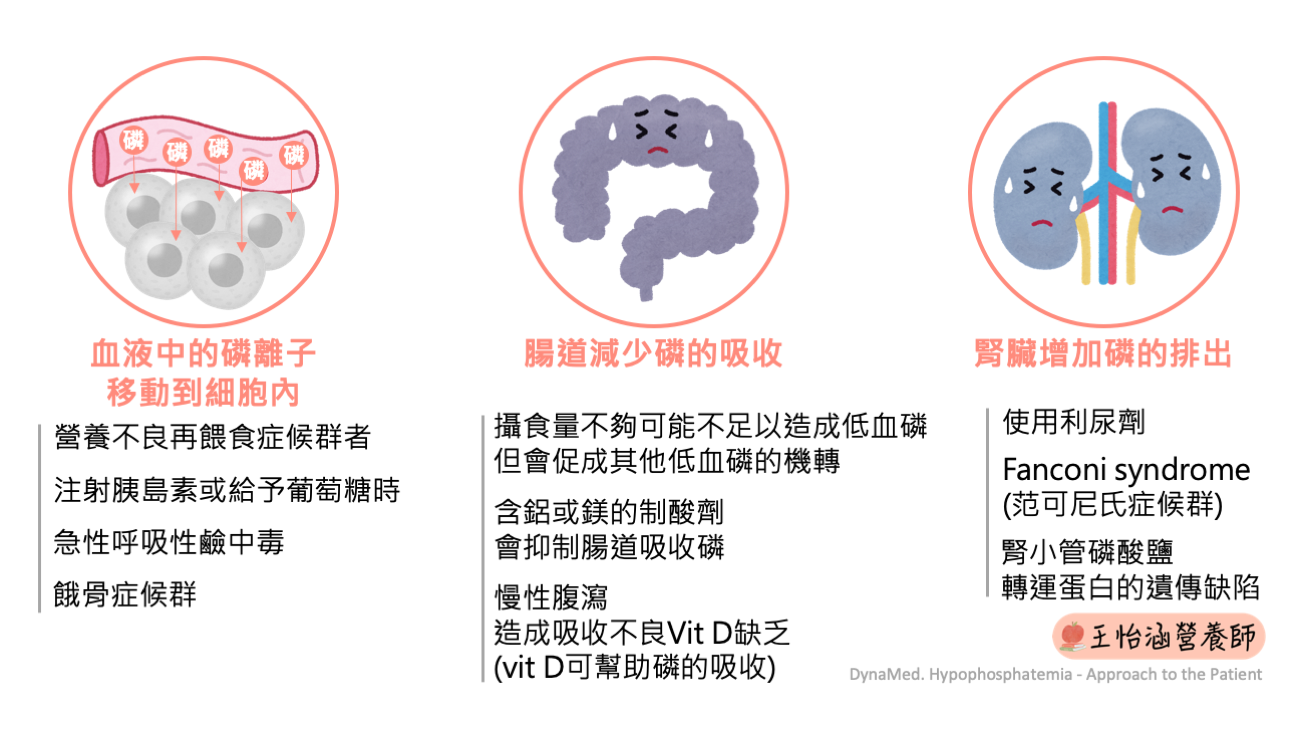 磷
磷
磷
磷
磷
血液中的磷離子
移動到細胞內
營養不良再餵食症候群者
注射胰島素或給予葡萄糖時
急性呼吸性鹼中毒
餓骨症候群
腸道減少磷的吸收
攝食量不夠可能不足以造成低血磷
但會促成其他低血磷的機轉
含鋁或鎂的制酸劑
會抑制腸道吸收磷
慢性腹瀉
造成吸收不良Vit D缺乏
(vit D可幫助磷的吸收)
腎臟增加磷的排出
使用利尿劑
Fanconi syndrome
(范可尼氏症候群)
腎小管磷酸鹽
轉運蛋白的遺傳缺陷
王怡涵營養師
DynaMed. Hypophosphatemia - Approach to the Patient